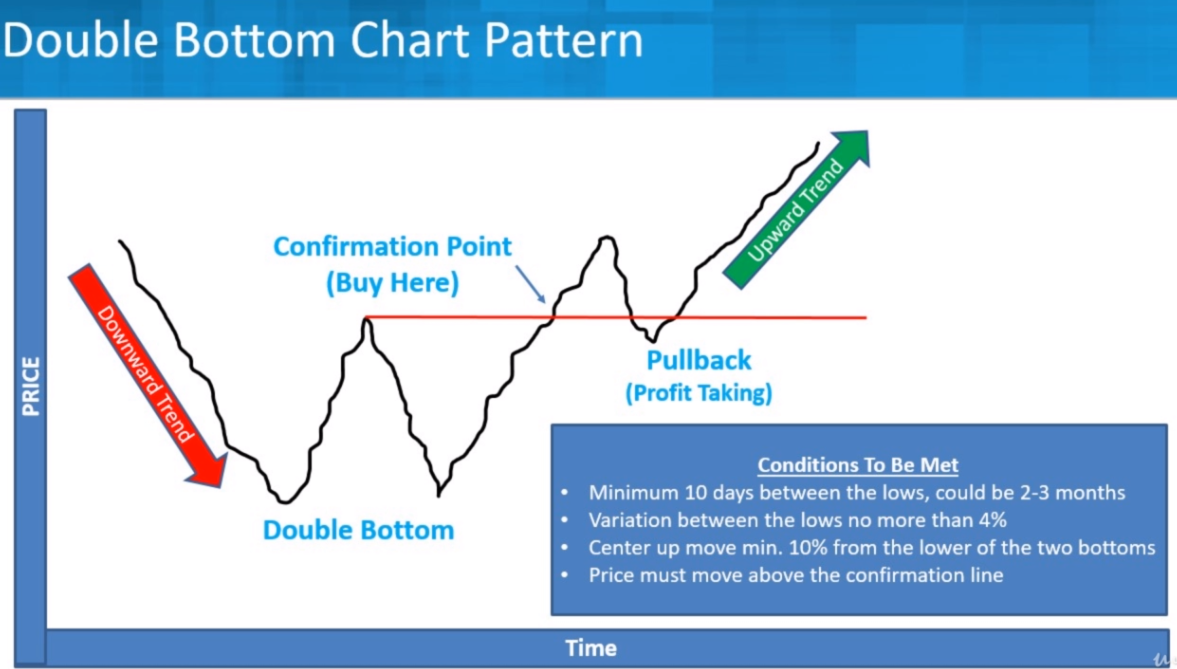 Double Bottom Chart Pattern
PRICE
Downward Trend
Confirmation Point
(Buy Here)
Upward Trend
Pullback
(Profit Taking)
Double Bottom
Conditions To Be Met
• Minimum 10 days between the lows, could be 2-3 months
• Variation between the lows no more than 4%
• Center up move min. 10% from the lower of the two bottoms
• Price must move above the confirmation line
Time